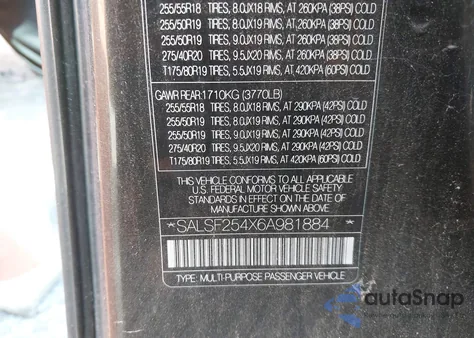 255/55R18 TIRES, 8.0JX18 RIMS, AT 260KPA (38PSI) COLD
255/50R19 TIRES, 8.0JX19 RIMS, AT 260KPA (38PSI) COLD
255/50R19 TIRES, 9.0JX19 RIMS, AT 260KPA (38PSI) COLD
275/40R20 TIRES, 9.5JX20 RIMS, AT 260KPA (38PSI) COLD
T175/80R19 TIRES, 5.5JX19 RIMS, AT 420KPA (60PSI) COLD
GAWR REAR:1710KG (3770LB)
255/55R18 TIRES, 8.0JX18 RIMS, AT 290KPA (42PSI) COLD
255/50R19 TIRES, 8.0JX19 RIMS, AT 290KPA (42PSI) COLD
255/50R19 TIRES, 9.0JX19 RIMS, AT 290KPA (42PSI) COLD
275/40R20 TIRES, 9.5JX20 RIMS, AT 290KPA (42PSI) COLD
T175/80R19 TIRES, 5.5JX19 RIMS, AT 420KPA (60PSI) COLD
THIS VEHICLE CONFORMS TO ALL APPLICABLE
U.S. FEDERAL MOTOR VEHICLE SAFETY
STANDARDS IN EFFECT ON THE DATE OF
MANUFACTURE SHOWN ABOVE.
*SALSF254X6A981884*
TYPE: MULTI-PURPOSE PASSENGER VEHICLE
autoSnap